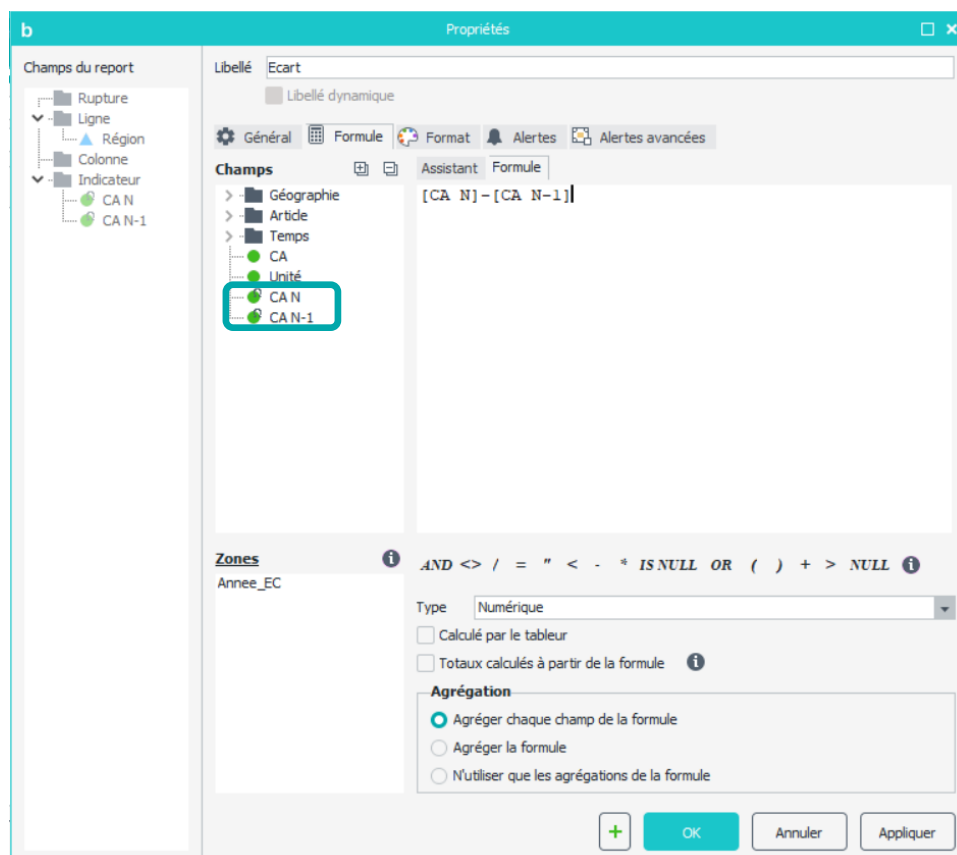 b
Propriétés
Champs du report
Rupture
Ligne
Région
Colonne
Indicateur
CA N
CA N-1
Libellé Ecart
Libellé dynamique
Général Formule Format Alertes Alertes avancées
Champs
Géographie
Article
Temps
CA
Unité
CA N
CA N-1
Assistant Formule
[CA N]-[CA N-1]
Zones
Annee_EC
AND <> / = " < - * IS NULL OR ( ) + > NULL
Type Numérique
Calculé par le tableur
Totaux calculés à partir de la formule
Agrégation
Agréger chaque champ de la formule
Agréger la formule
N'utiliser que les agrégations de la formule
+ OK Annuler Appliquer